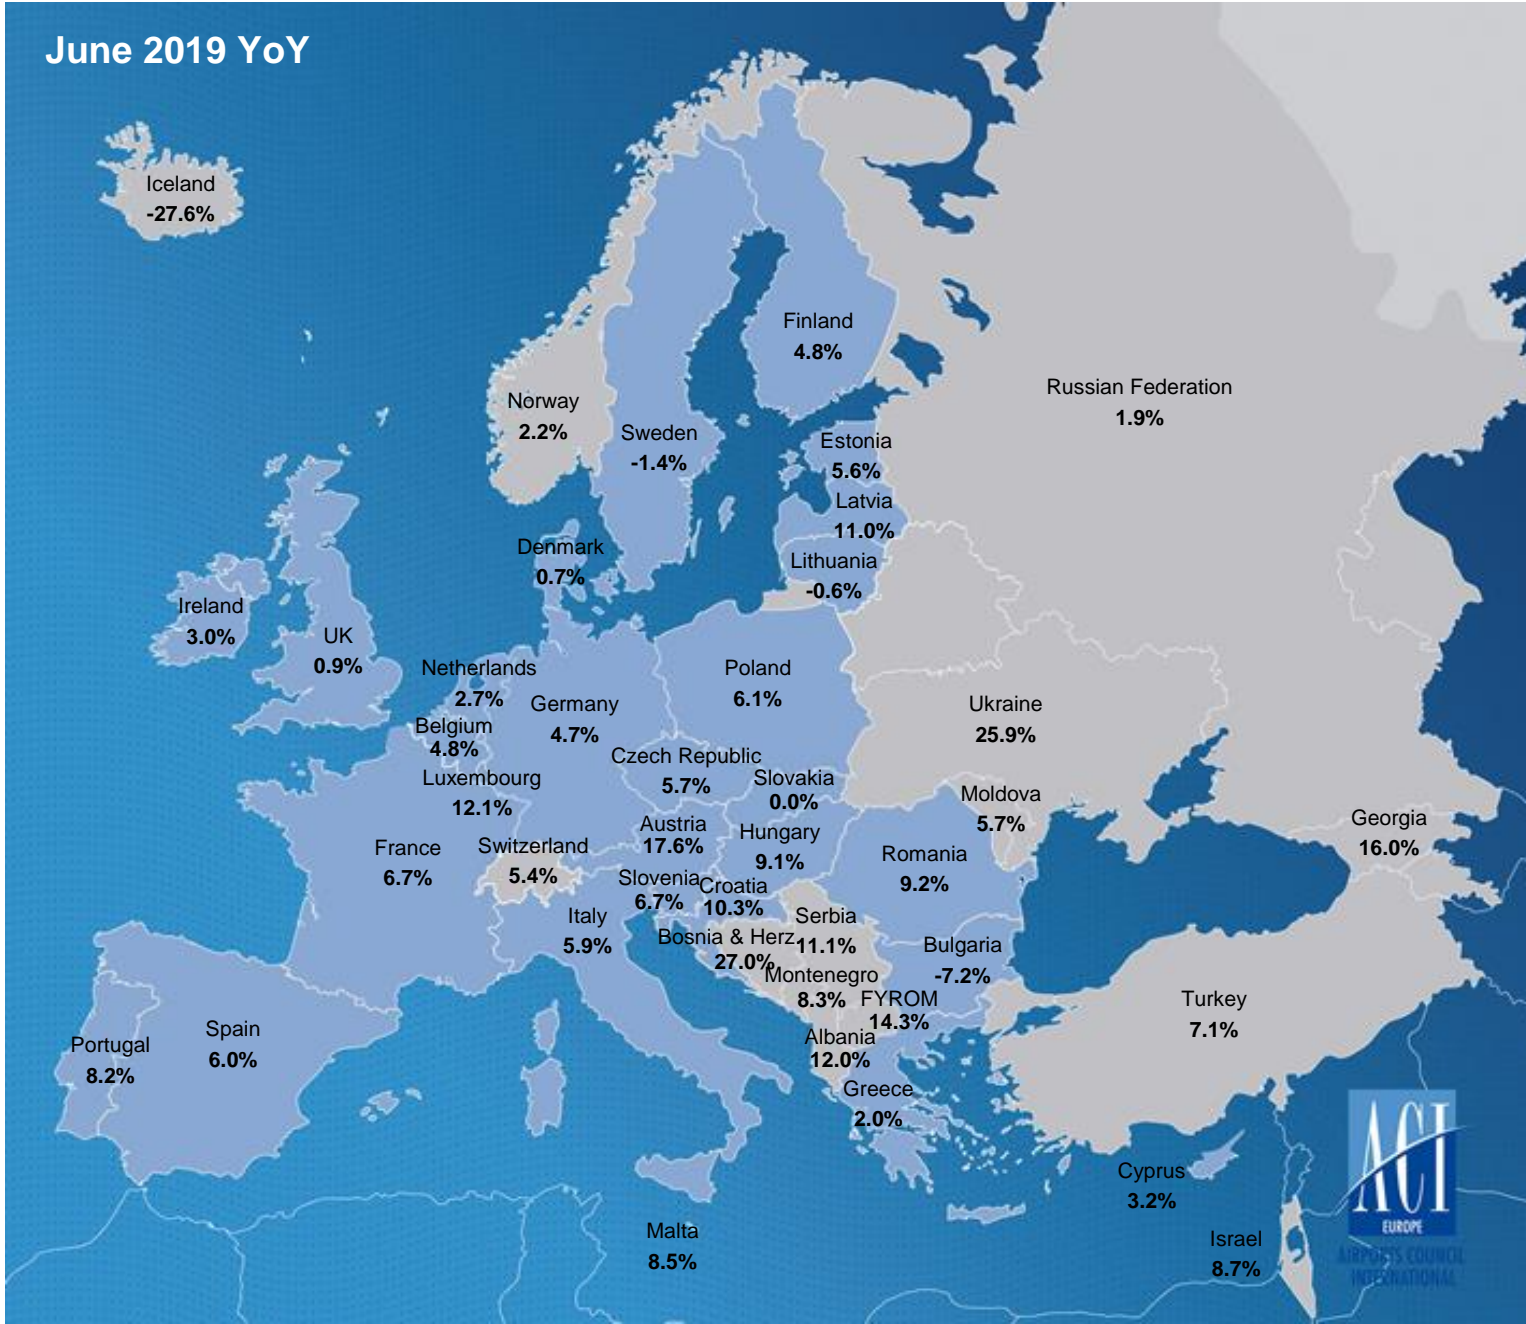 June 2019 YoY
Iceland
-27.6%
Finland
4.8%
Russian Federation
1.9%
Norway
2.2%
Sweden
-1.4%
Estonia
5.6%
Latvia
11.0%
Denmark
0.7%
Lithuania
-0.6%
Ireland
3.0%
UK
0.9%
Netherlands
2.7%
Belgium
4.8%
Luxembourg
12.1%
Germany
4.7%
Poland
6.1%
Ukraine
25.9%
Czech Republic
5.7%
Slovakia
0.0%
Moldova
5.7%
Georgia
16.0%
Austria
17.6%
Hungary
9.1%
Romania
9.2%
France
6.7%
Switzerland
5.4%
Slovenia
6.7%
Croatia
10.3%
Italy
5.9%
Serbia
11.1%
Bosnia & Herz.
27.0%
Bulgaria
-7.2%
Montenegro
8.3%
FYROM
14.3%
Turkey
7.1%
Spain
6.0%
Portugal
8.2%
Albania
12.0%
Greece
2.0%
Cyprus
3.2%
Malta
8.5%
Israel
8.7%
ACI
EUROPE
AIRPORTS COUNCIL
INTERNATIONAL